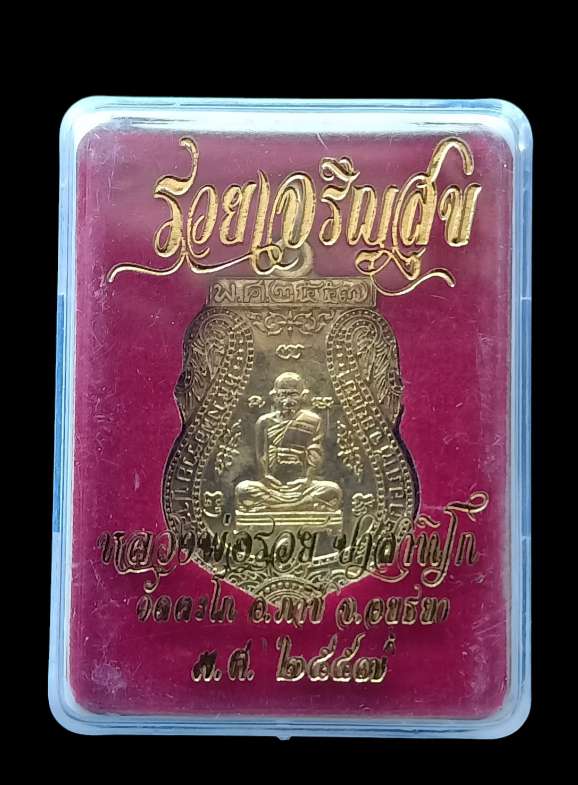 รวยเจริญสุข
พ.ศ.๒๕๕๗
หลวงพ่อรวย ปาสาทิโก
วัดตะโก อ.ภาชี จ.อยุธยา
พ.ศ. ๒๕๕๗